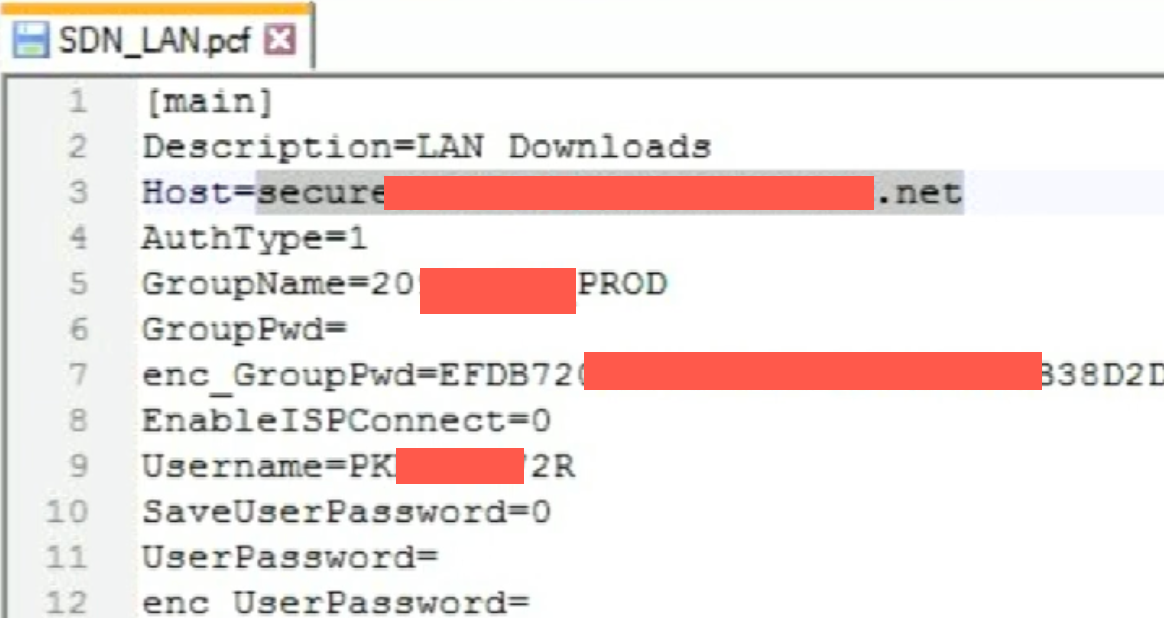 SDN_LAN.pcf
1 [main]
2 Description=LAN Downloads
3 Host=secure .net
4 AuthType=1
5 GroupName=20 PROD
6 GroupPwd=
7 enc_GroupPwd=EFDB72 38D2D
8 EnableISPConnect=0
9 Username=PK 2R
10 SaveUserPassword=0
11 UserPassword=
12 enc_UserPassword=